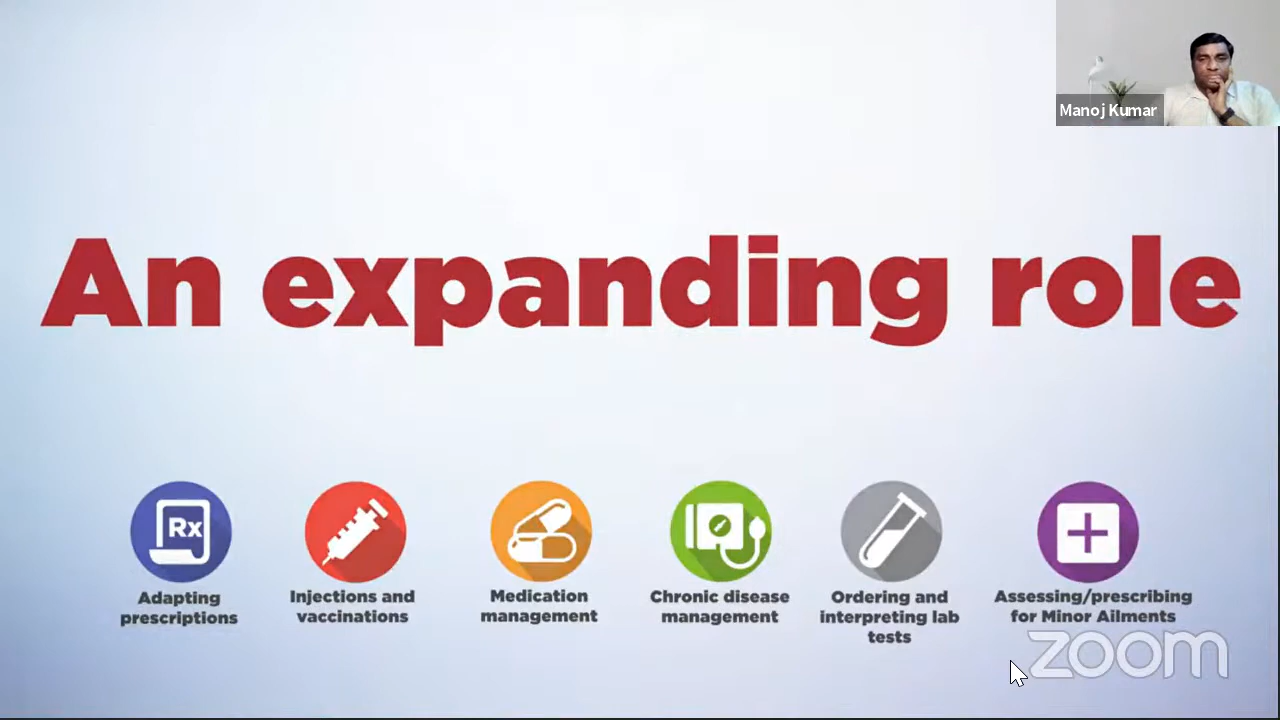 Manoj Kumar
An expanding role
Rx
Adapting
prescriptions
Injections and
vaccinations
Medication
management
Chronic disease
management
Ordering and
interpreting lab
tests
Assessing/prescribing
for Minor Ailments
zoom